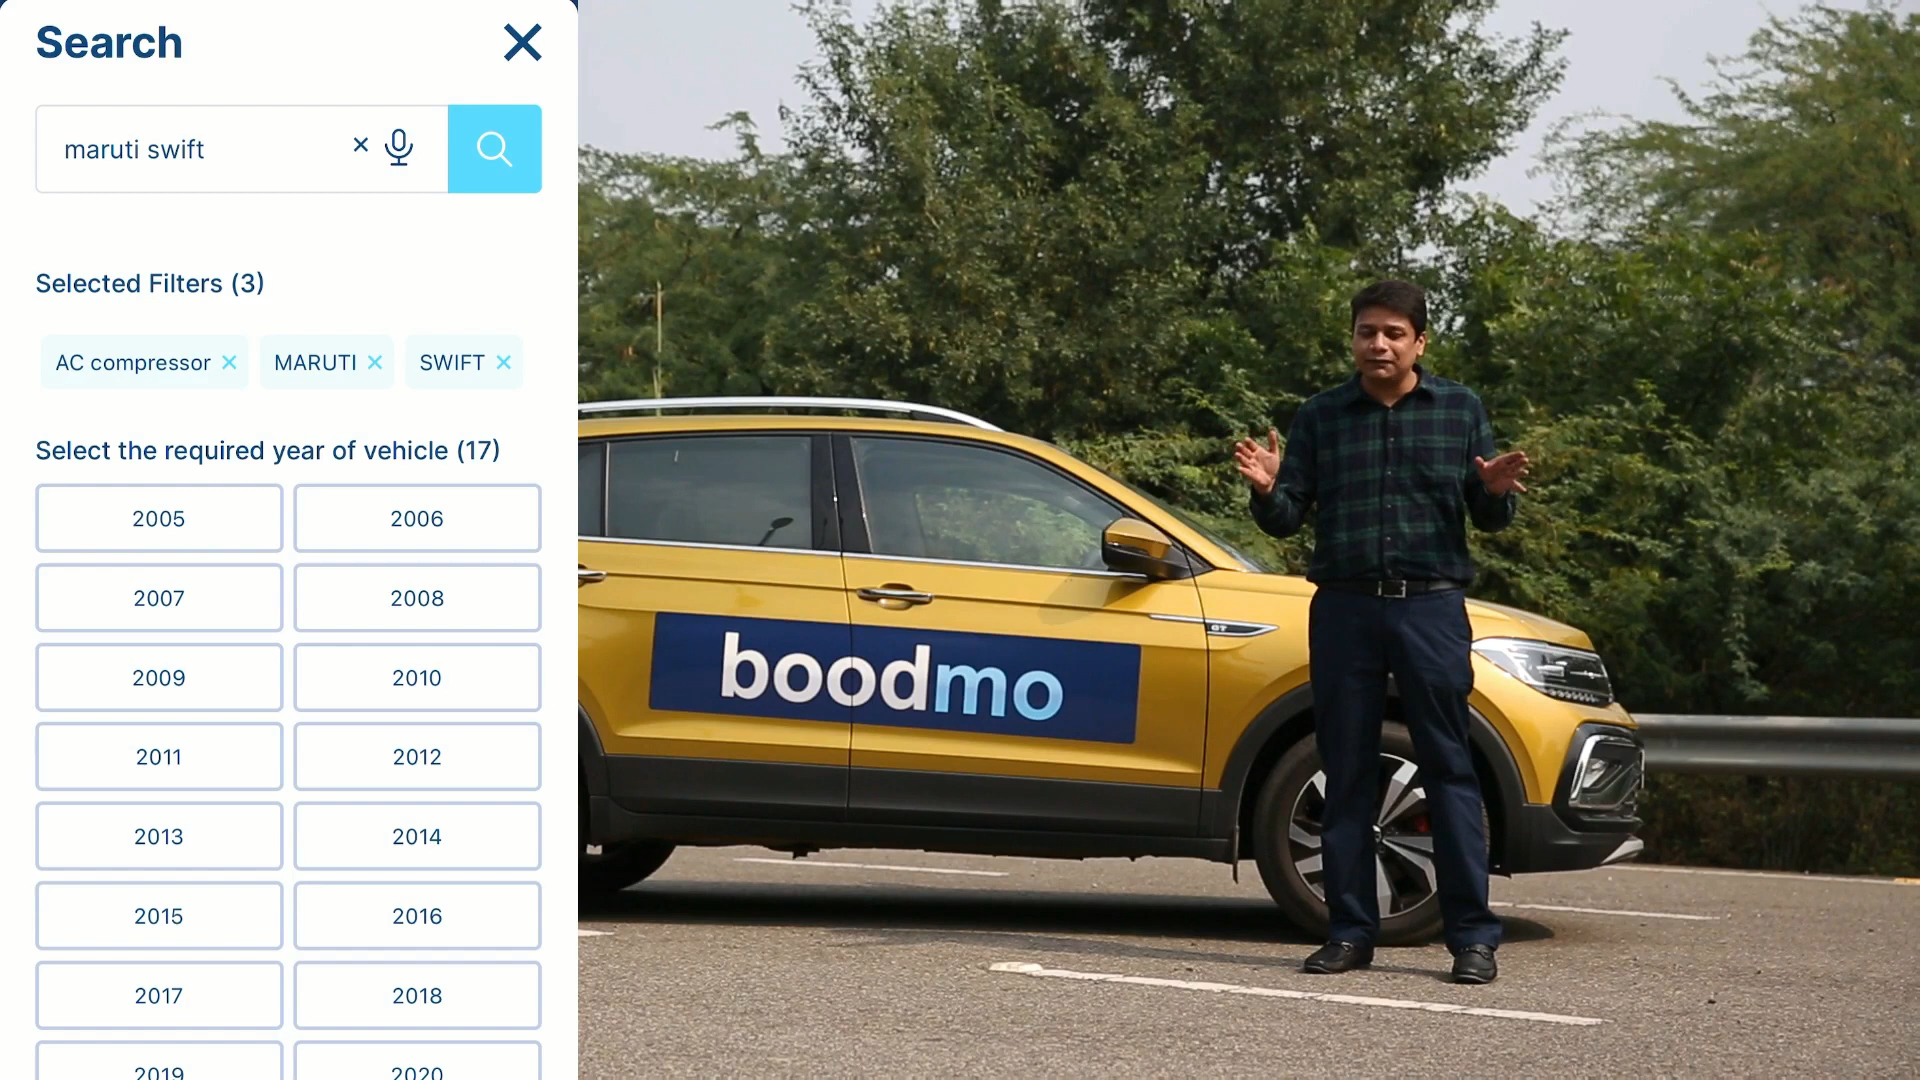 Search
maruti swift
Selected Filters (3)
AC compressor
MARUTI
SWIFT
Select the required year of vehicle (17)
2005
2006
2007
2008
2009
2010
2011
2012
2013
2014
2015
2016
2017
2018
2019
2020
boodmo
GT